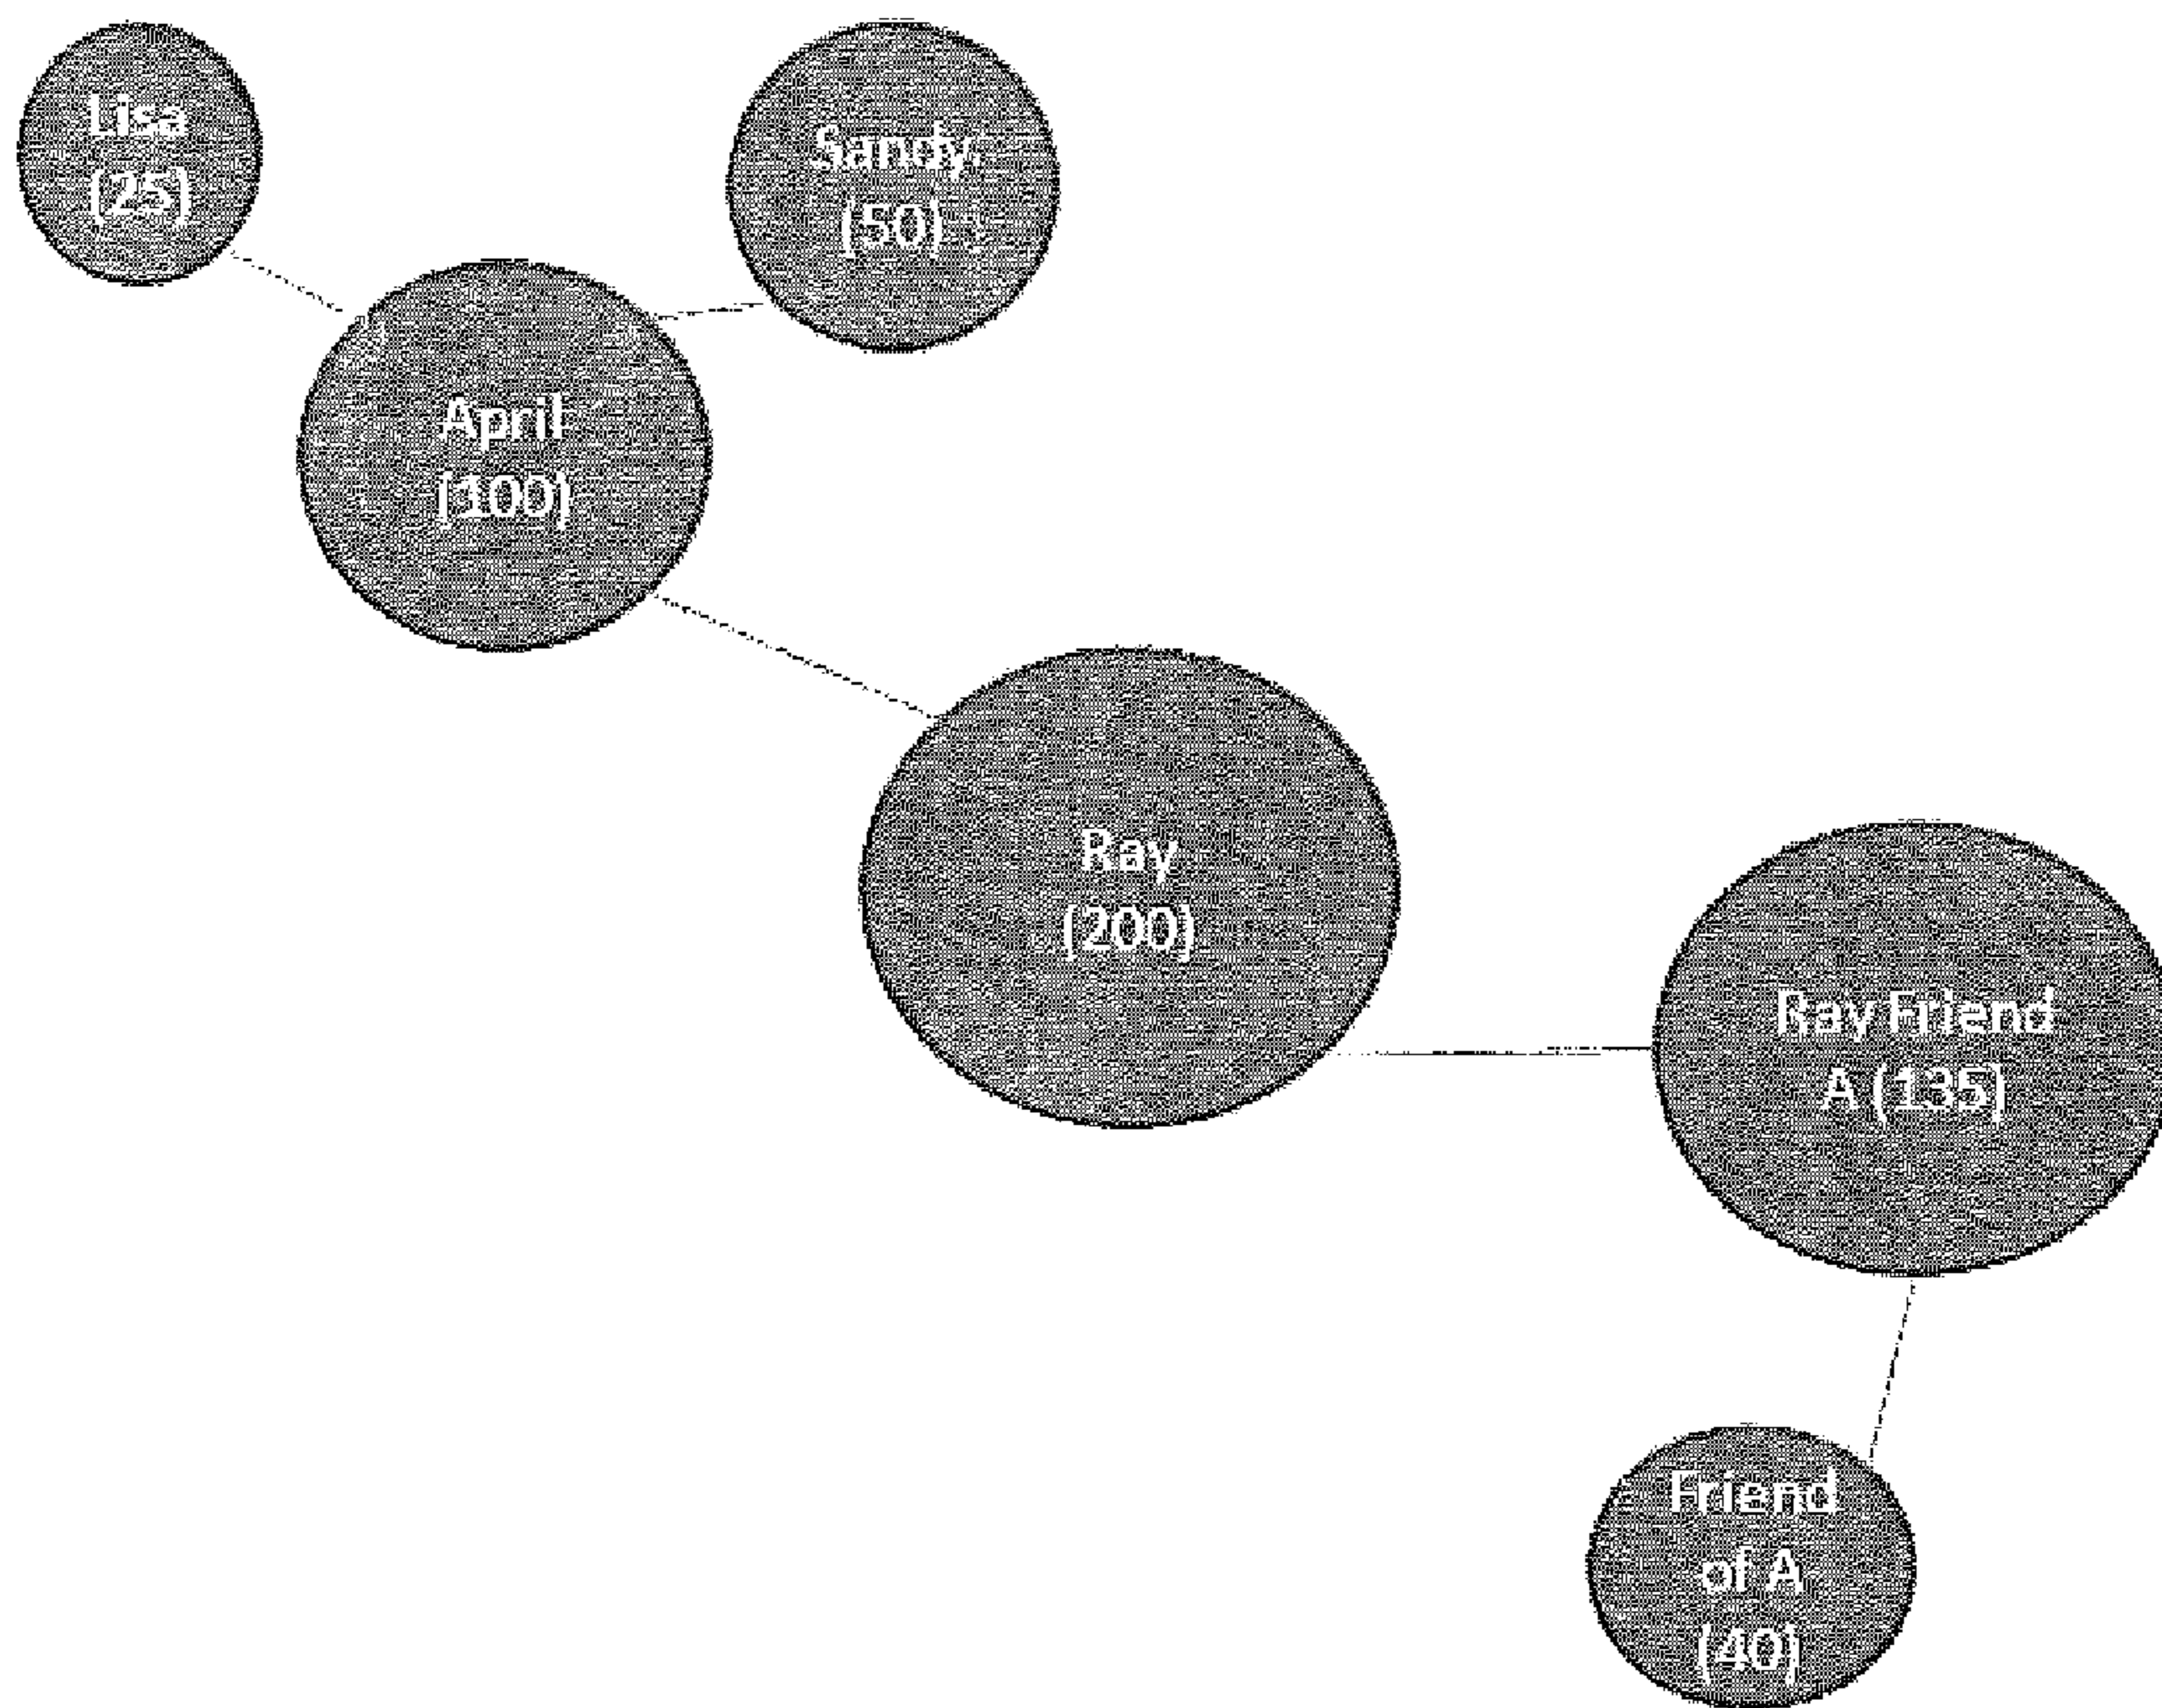 Lisa
(25)
Sandy
(50)
April
(100)
Ray
(200)
Ray Friend
A (135)
Friend
of A
(40)